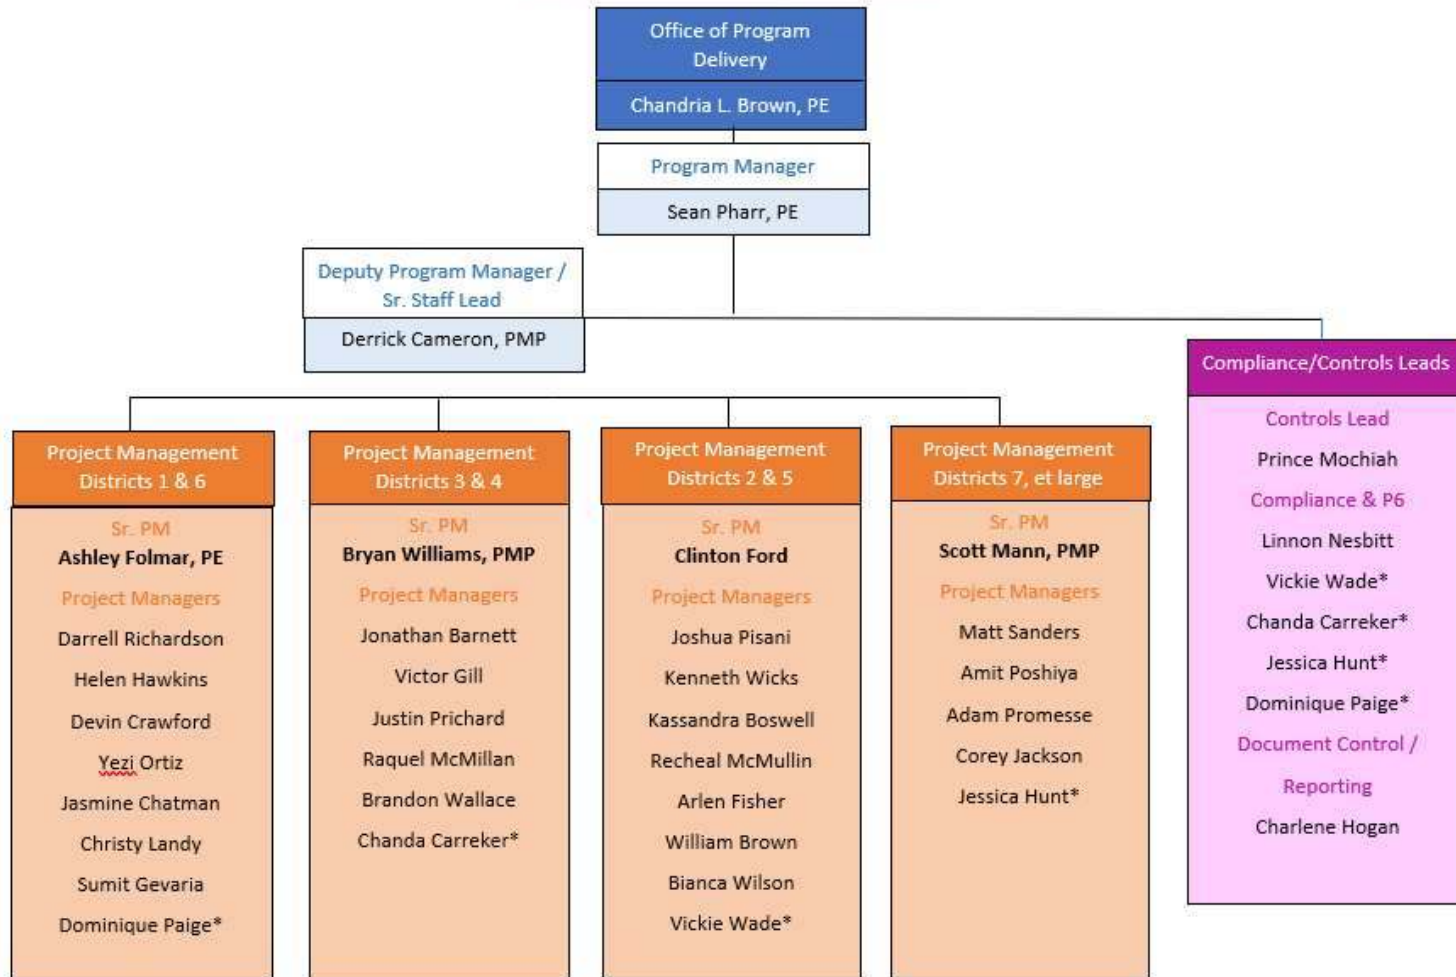 Office of Program
Delivery
Chandria L. Brown, PE
Program Manager
Sean Pharr, PE
Deputy Program Manager /
Sr. Staff Lead
Derrick Cameron, PMP
Project Management
Districts 1 & 6
Sr. PM
Ashley Folmar, PE
Project Managers
Darrell Richardson
Helen Hawkins
Devin Crawford
Yezi Ortiz
Jasmine Chatman
Christy Landy
Sumit Gevaria
Dominique Paige*
Project Management
Districts 3 & 4
Sr. PM
Bryan Williams, PMP
Project Managers
Jonathan Barnett
Victor Gill
Justin Prichard
Raquel McMillan
Brandon Wallace
Chanda Carreker*
Project Management
Districts 2 & 5
Sr. PM
Clinton Ford
Project Managers
Joshua Pisani
Kenneth Wicks
Kassandra Boswell
Recheal McMullin
Arlen Fisher
William Brown
Bianca Wilson
Vickie Wade*
Project Management
Districts 7, et large
Sr. PM
Scott Mann, PMP
Project Managers
Matt Sanders
Amit Poshiya
Adam Promesse
Corey Jackson
Jessica Hunt*
Compliance/Controls Leads
Controls Lead
Prince Mochiah
Compliance & P6
Linnon Nesbitt
Vickie Wade*
Chanda Carreker*
Jessica Hunt*
Dominique Paige*
Document Control /
Reporting
Charlene Hogan